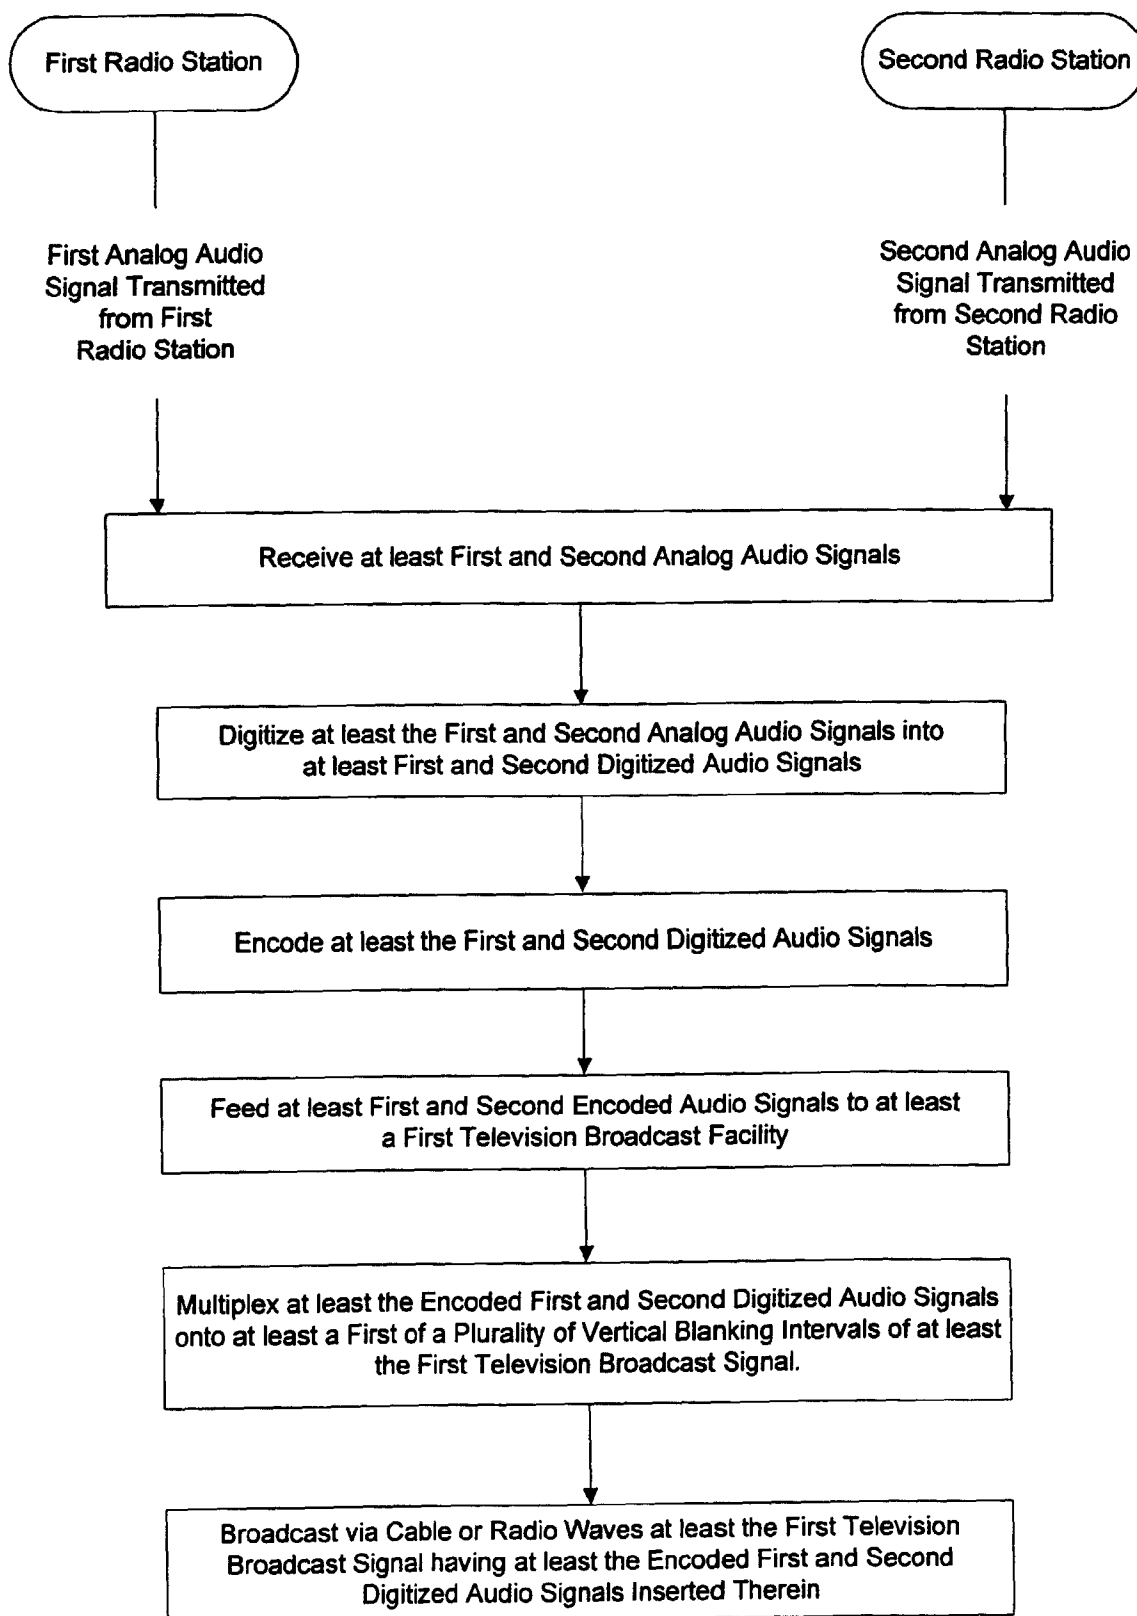 First Radio Station
Second Radio Station
First Analog Audio
Signal Transmitted
from First
Radio Station
Second Analog Audio
Signal Transmitted
from Second Radio
Station
Receive at least First and Second Analog Audio Signals
Digitize at least the First and Second Analog Audio Signals into
at least First and Second Digitized Audio Signals
Encode at least the First and Second Digitized Audio Signals
Feed at least First and Second Encoded Audio Signals to at least
a First Television Broadcast Facility
Multiplex at least the Encoded First and Second Digitized Audio Signals
onto at least a First of a Plurality of Vertical Blanking Intervals of at least
the First Television Broadcast Signal.
Broadcast via Cable or Radio Waves at least the First Television
Broadcast Signal having at least the Encoded First and Second
Digitized Audio Signals Inserted Therein